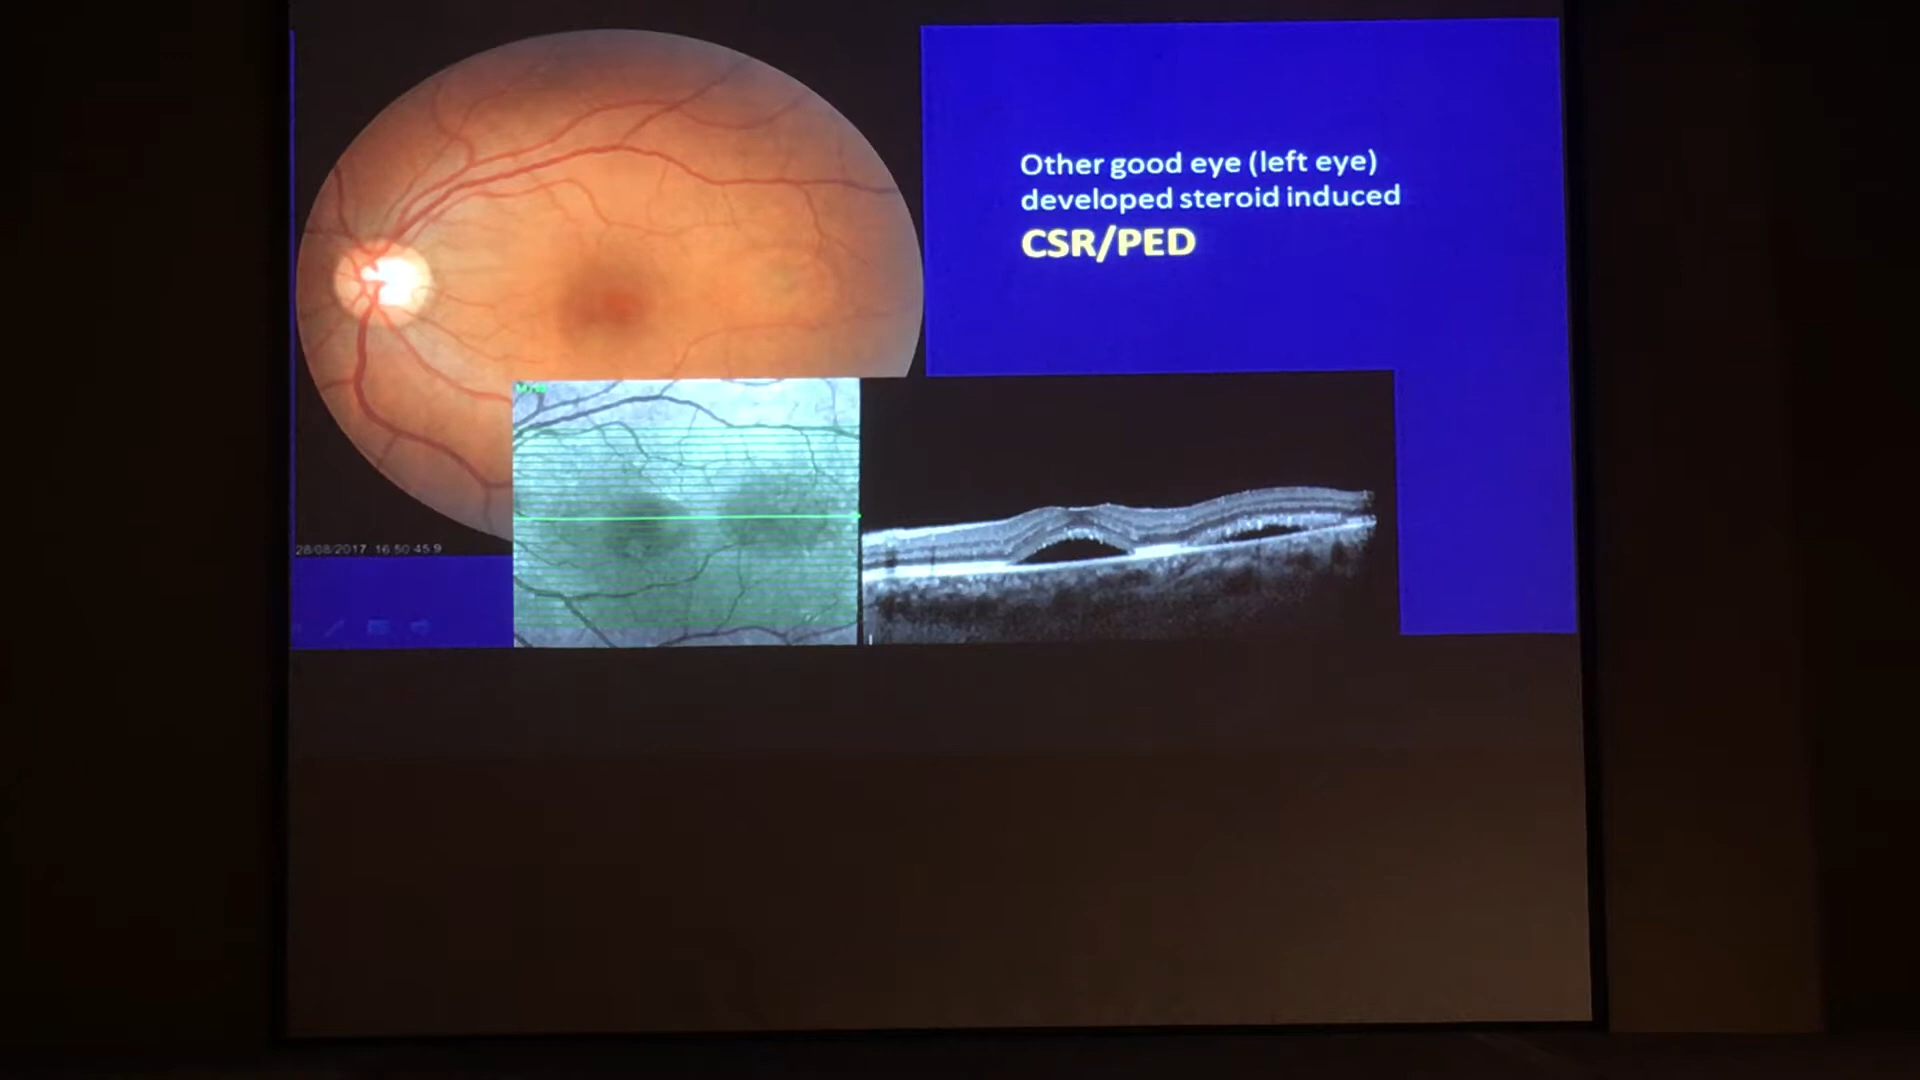 Other good eye (left eye)
developed steroid induced
CSR/PED
28/08/2017 16 50 45.9